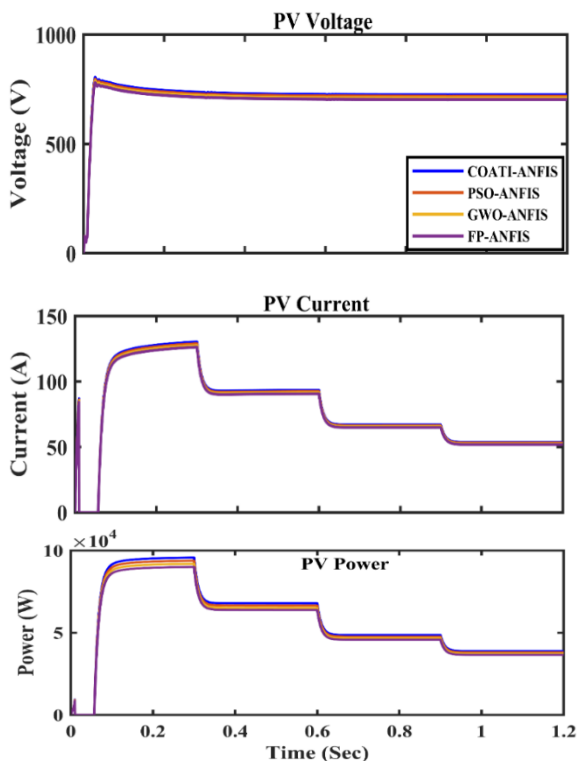 PV Voltage
1000
500
0
Voltage (V)
COATI-ANFIS
PSO-ANFIS
GWO-ANFIS
FP-ANFIS
PV Current
150
100
50
0
Current (A)
×10⁴
PV Power
10
5
0
Power (W)
0 0.2 0.4 0.6 0.8 1 1.2
Time (Sec)